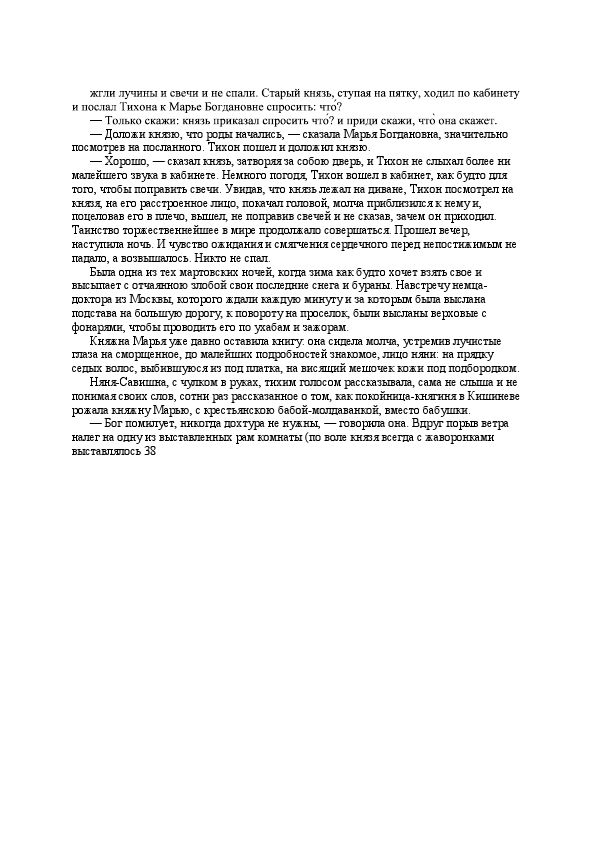 жгли лучины и свечи и не спали. Старый князь, ступая на пятку, ходил по кабинету
и послал Тихона к Марье Богдановне спросить: что́?
— Только скажи: князь приказал спросить что́? и приди скажи, что́ она скажет.
— Доложи князю, что роды начались, — сказала Марья Богдановна, значительно
посмотрев на посланного. Тихон пошел и доложил князю.
— Хорошо, — сказал князь, затворяя за собою дверь, и Тихон не слыхал более ни
малейшего звука в кабинете. Немного погодя, Тихон вошел в кабинет, как будто для
того, чтобы поправить свечи. Увидав, что князь лежал на диване, Тихон посмотрел на
князя, на его расстроенное лицо, покачал головой, молча приблизился к нему и,
поцеловав его в плечо, вышел, не поправив свечей и не сказав, зачем он приходил.
Таинство торжественнейшее в мире продолжало совершаться. Прошел вечер,
наступила ночь. И чувство ожидания и смягчения сердечного перед непостижимым не
падало, а возвышалось. Никто не спал.
Была одна из тех мартовских ночей, когда зима как будто хочет взять свое и
высыпает с отчаянною злобой свои последние снега и бураны. Навстречу немца-
доктора из Москвы, которого ждали каждую минуту и за которым была выслана
подстава на большую дорогу, к повороту на проселок, были высланы верховые с
фонарями, чтобы проводить его по ухабам и зажорам.
Княжна Марья уже давно оставила книгу: она сидела молча, устремив лучистые
глаза на сморщенное, до малейших подробностей знакомое, лицо няни: на прядку
седых волос, выбившуюся из под платка, на висящий мешочек кожи под подбородком.
Няня-Савишна, с чулком в руках, тихим голосом рассказывала, сама не слыша и не
понимая своих слов, сотни раз рассказанное о том, как покойница-княгиня в Кишиневе
рожала княжну Марью, с крестьянскою бабой-молдаванкой, вместо бабушки.
— Бог помилует, никогда дохтура не нужны, — говорила она. Вдруг порыв ветра
налег на одну из выставленных рам комнаты (по воле князя всегда с жаворонками
выставлялось 38